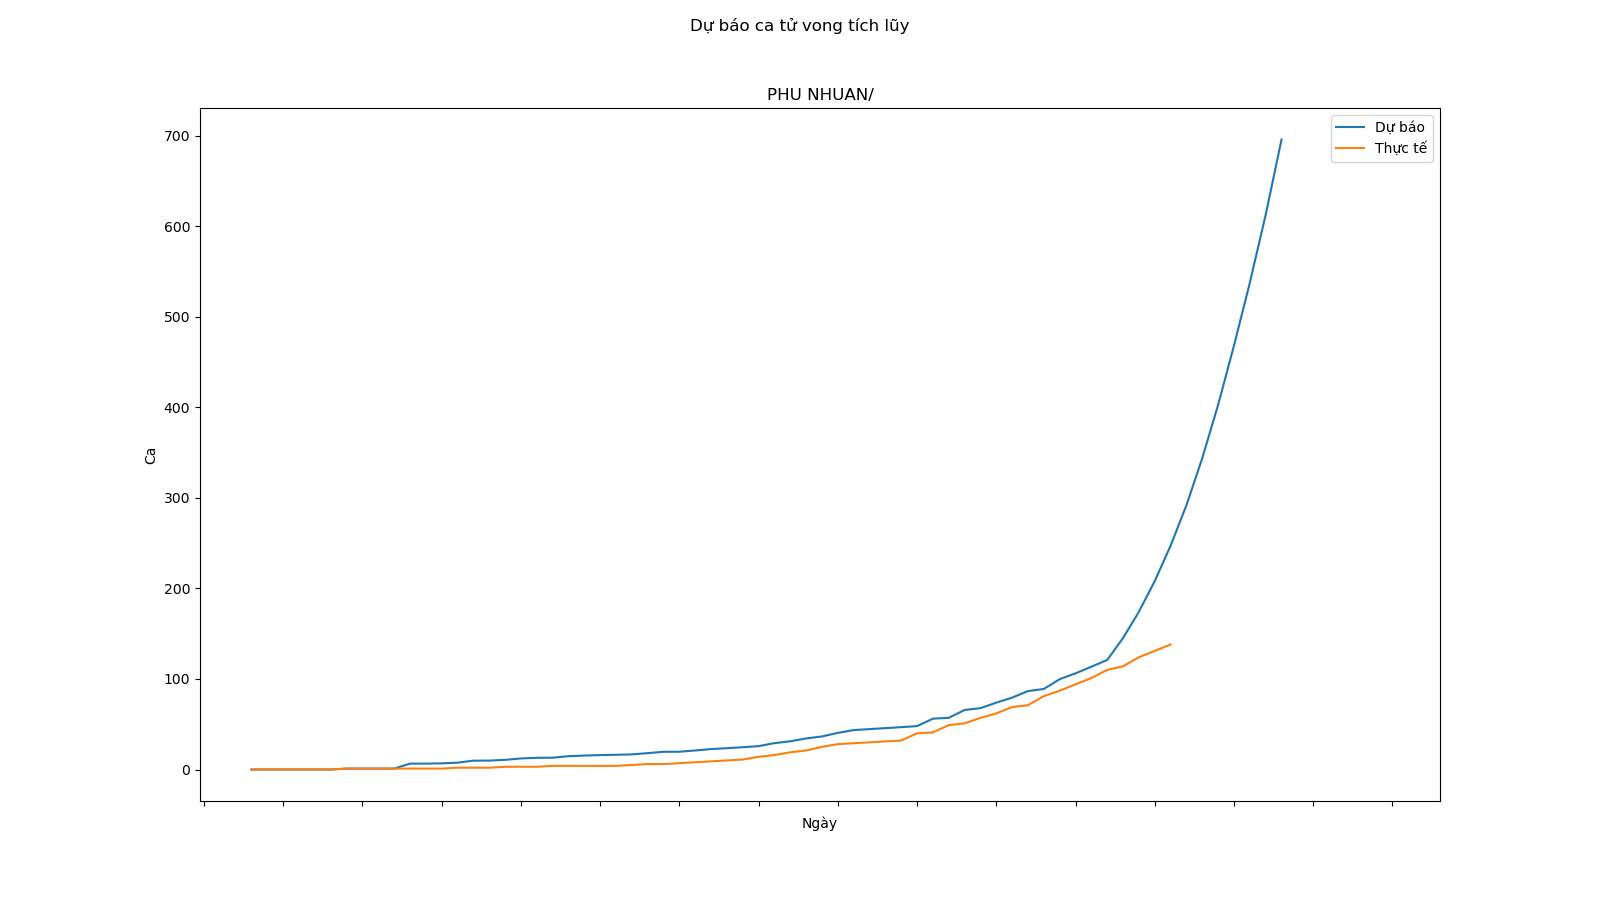 Dự báo ca tử vong tích lũy
PHU NHUAN/
Dự báo
Thực tế
700
600
500
400
300
200
100
0
Ca
Ngày